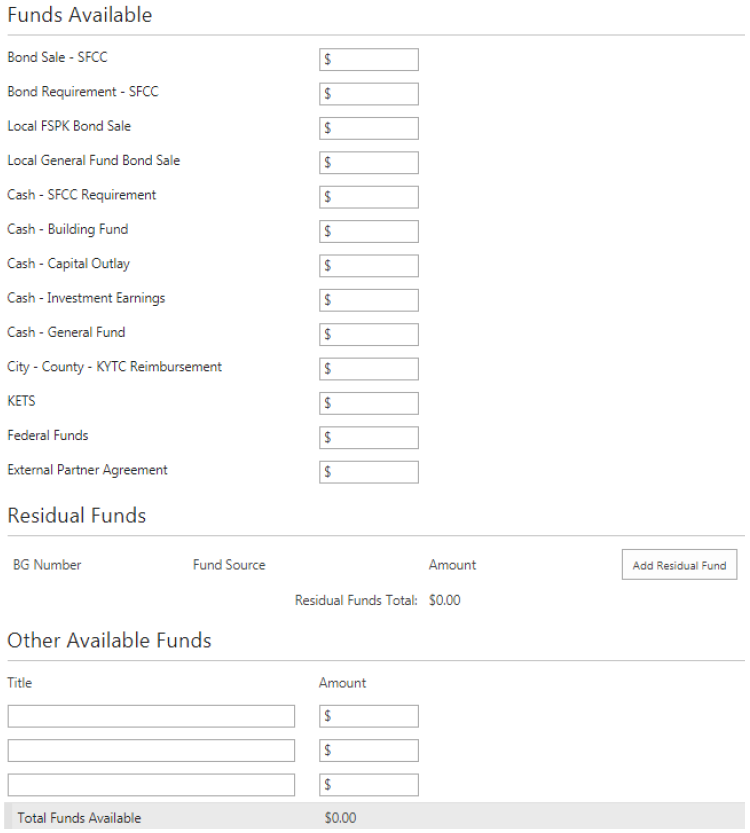 Funds Available
Bond Sale - SFCC $
Bond Requirement - SFCC $
Local FSPK Bond Sale $
Local General Fund Bond Sale $
Cash - SFCC Requirement $
Cash - Building Fund $
Cash - Capital Outlay $
Cash - Investment Earnings $
Cash - General Fund $
City - County - KYTC Reimbursement $
KETS $
Federal Funds $
External Partner Agreement $
Residual Funds
BG Number Fund Source Amount Add Residual Fund
Residual Funds Total: $0.00
Other Available Funds
Title Amount
$
$
$
Total Funds Available $0.00